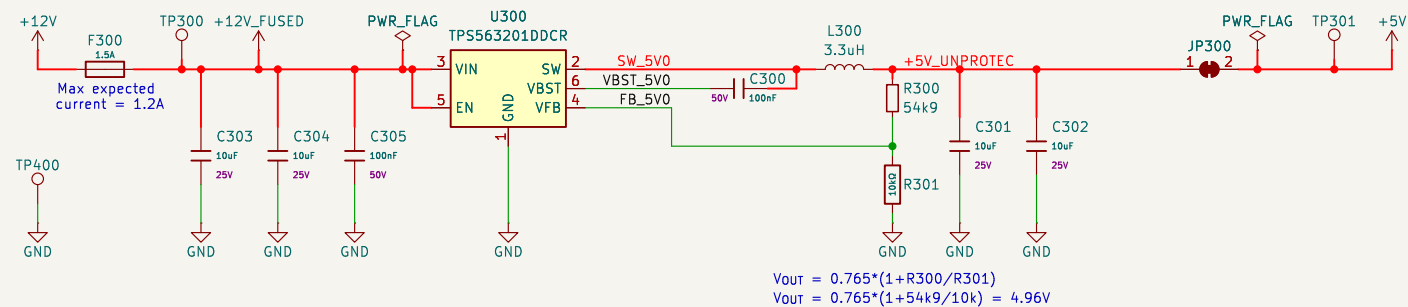 +12V
F300
1.5A
Max expected
current = 1.2A
TP300
+12V_FUSED
PWR_FLAG
U300
TPS563201DDCR
3
VIN
5
EN
GND
1
SW
2
VBST
6
VFB
4
SW_5V0
VBST_5V0
FB_5V0
50V
C300
100nF
L300
3.3uH
+5V_UNPROTEC
R300
54k9
JP300
1
2
PWR_FLAG
TP301
+5V
TP400
GND
C303
10uF
25V
GND
C304
10uF
25V
GND
C305
100nF
50V
GND
GND
10kΩ
R301
GND
C301
10uF
25V
GND
C302
10uF
25V
GND
VOUT = 0.765*(1+R300/R301)
VOUT = 0.765*(1+54k9/10k) = 4.96V